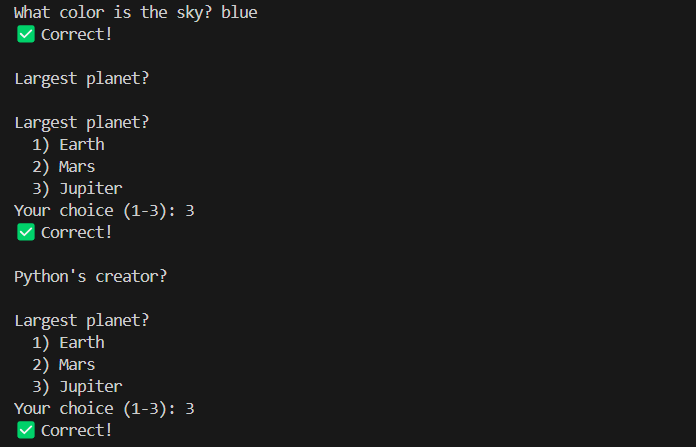 What color is the sky? blue
✅ Correct!
Largest planet?
Largest planet?
1) Earth
2) Mars
3) Jupiter
Your choice (1-3): 3
✅ Correct!
Python's creator?
Largest planet?
1) Earth
2) Mars
3) Jupiter
Your choice (1-3): 3
✅ Correct!